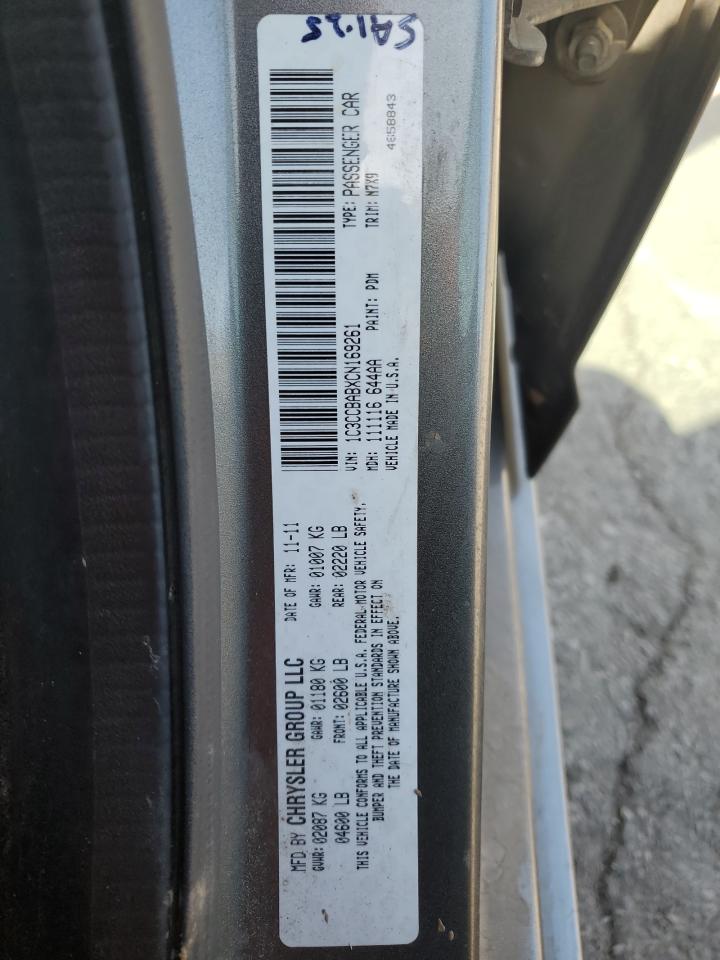 MFD BY CHRYSLER GROUP LLC DATE OF MFR: 11-11
GVWR: 02087 KG GAWR: 01180 KG GAWR: 01007 KG
04600 LB FRONT: 02600 LB REAR: 02220 LB
THIS VEHICLE CONFORMS TO ALL APPLICABLE U.S.A. FEDERAL MOTOR VEHICLE SAFETY,
BUMPER AND THEFT PREVENTION STANDARDS IN EFFECT ON
THE DATE OF MANUFACTURE SHOWN ABOVE.
VIN: 1C3CCBABXCN169261 TYPE: PASSENGER CAR
MDH: 111116 644AA PAINT: PDM TRIM: M7X9
VEHICLE MADE IN U.S.A.
4658843
SA1.25